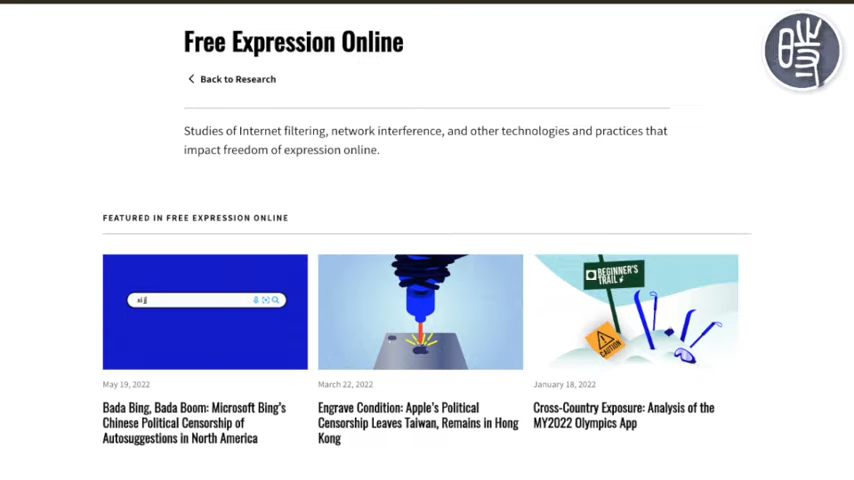 Free Expression Online
Back to Research
Studies of Internet filtering, network interference, and other technologies and practices that
impact freedom of expression online.
FEATURED IN FREE EXPRESSION ONLINE
xi ji
BEGINNER'S
TRAIL
CAUTION
May 19, 2022
Bada Bing, Bada Boom: Microsoft Bing's
Chinese Political Censorship of
Autosuggestions in North America
March 22, 2022
Engrave Condition: Apple's Political
Censorship Leaves Taiwan, Remains in Hong
Kong
January 18, 2022
Cross-Country Exposure: Analysis of the
MY2022 Olympics App